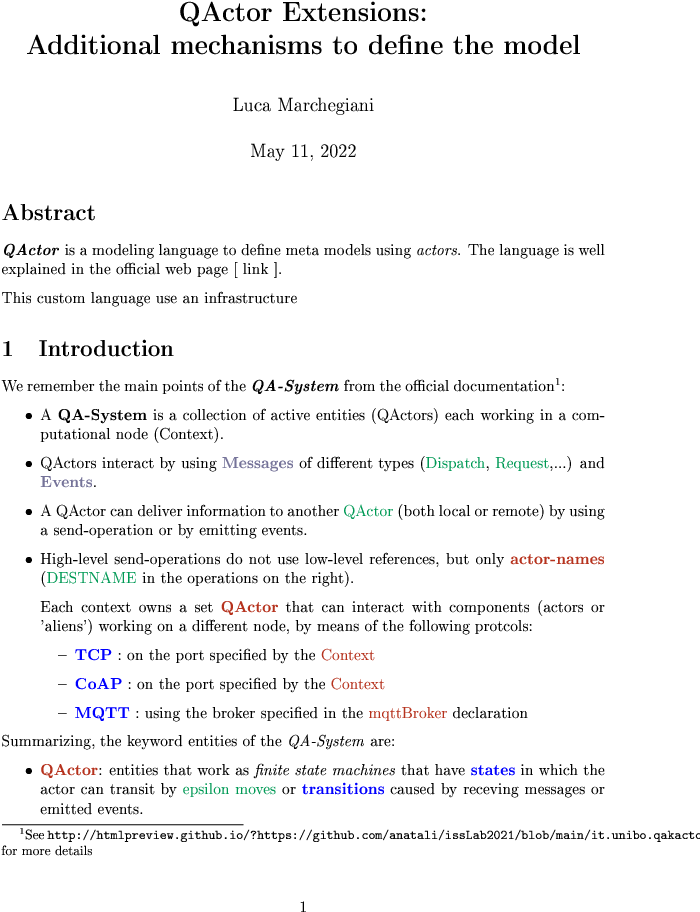 QActor Extensions:
Additional mechanisms to define the model
Luca Marchegiani
May 11, 2022
Abstract
QActor is a modeling language to define meta models using actors. The language is well
explained in the official web page [ link ].
This custom language use an infrastructure
1 Introduction
We remember the main points of the QA-System from the official documentation1:
• A QA-System is a collection of active entities (QActors) each working in a com-
putational node (Context).
• QActors interact by using Messages of different types (Dispatch, Request,...) and
Events.
• A QActor can deliver information to another QActor (both local or remote) by using
a send-operation or by emitting events.
• High-level send-operations do not use low-level references, but only actor-names
(DESTNAME in the operations on the right).
Each context owns a set QActor that can interact with components (actors or
'aliens') working on a different node, by means of the following protcols:
– TCP : on the port specified by the Context
– CoAP : on the port specified by the Context
– MQTT : using the broker specified in the mqttBroker declaration
Summarizing, the keyword entities of the QA-System are:
• QActor: entities that work as finite state machines that have states in which the
actor can transit by epsilon moves or transitions caused by receving messages or
emitted events.
1See http://htmlpreview.github.io/?https://github.com/anatali/issLab2021/blob/main/it.unibo.qakacto
for more details
1